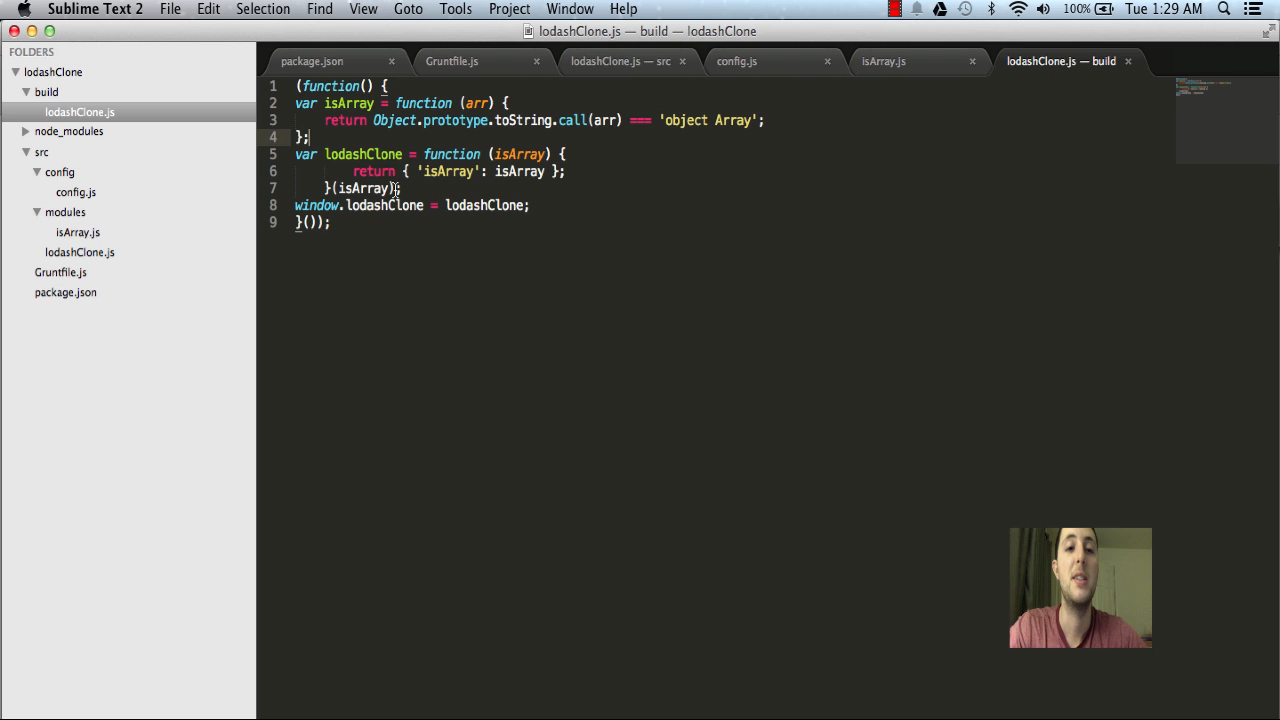 Sublime Text 2 File Edit Selection Find View Goto Tools Project Window Help 100% Tue 1:29 AM
lodashClone.js — build — lodashClone
FOLDERS
lodashClone
build
lodashClone.js
node_modules
src
config
config.js
modules
isArray.js
lodashClone.js
Gruntfile.js
package.json
package.json × Gruntfile.js × lodashClone.js — src × config.js × isArray.js × lodashClone.js — build ×
1 (function() {
2 var isArray = function (arr) {
3 return Object.prototype.toString.call(arr) === 'object Array';
4 };
5 var lodashClone = function (isArray) {
6 return { 'isArray': isArray };
7 }(isArray);
8 window.lodashClone = lodashClone;
9 }());